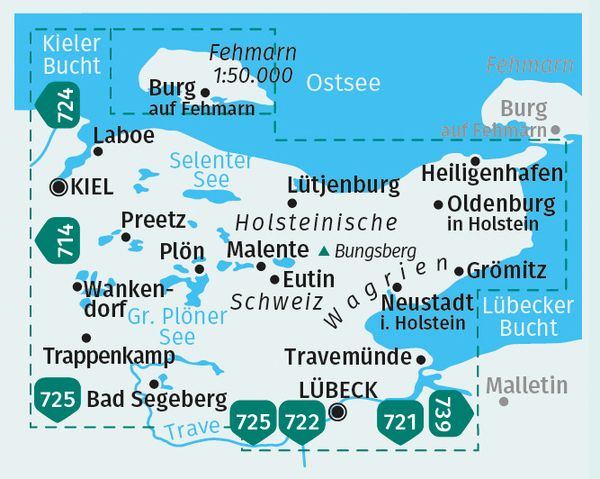 Kieler
Bucht
Fehmarn
1:50.000
Ostsee
Fehmarn
Burg
auf Fehmarn
Burg
auf Fehmarn
724
Laboe
Selenter
See
KIEL
Heiligenhafen
Lütjenburg
Oldenburg
in Holstein
Preetz
Holsteinische
714
Plön
Malente
Bungsberg
Eutin
Schweiz
Wagrien
Grömitz
Wanken-
dorf
Neustadt
i. Holstein
Lübecker
Bucht
Gr. Plöner
See
Trappenkamp
Travemünde
LÜBECK
Malletin
725
Bad Segeberg
Trave
725
722
721
739